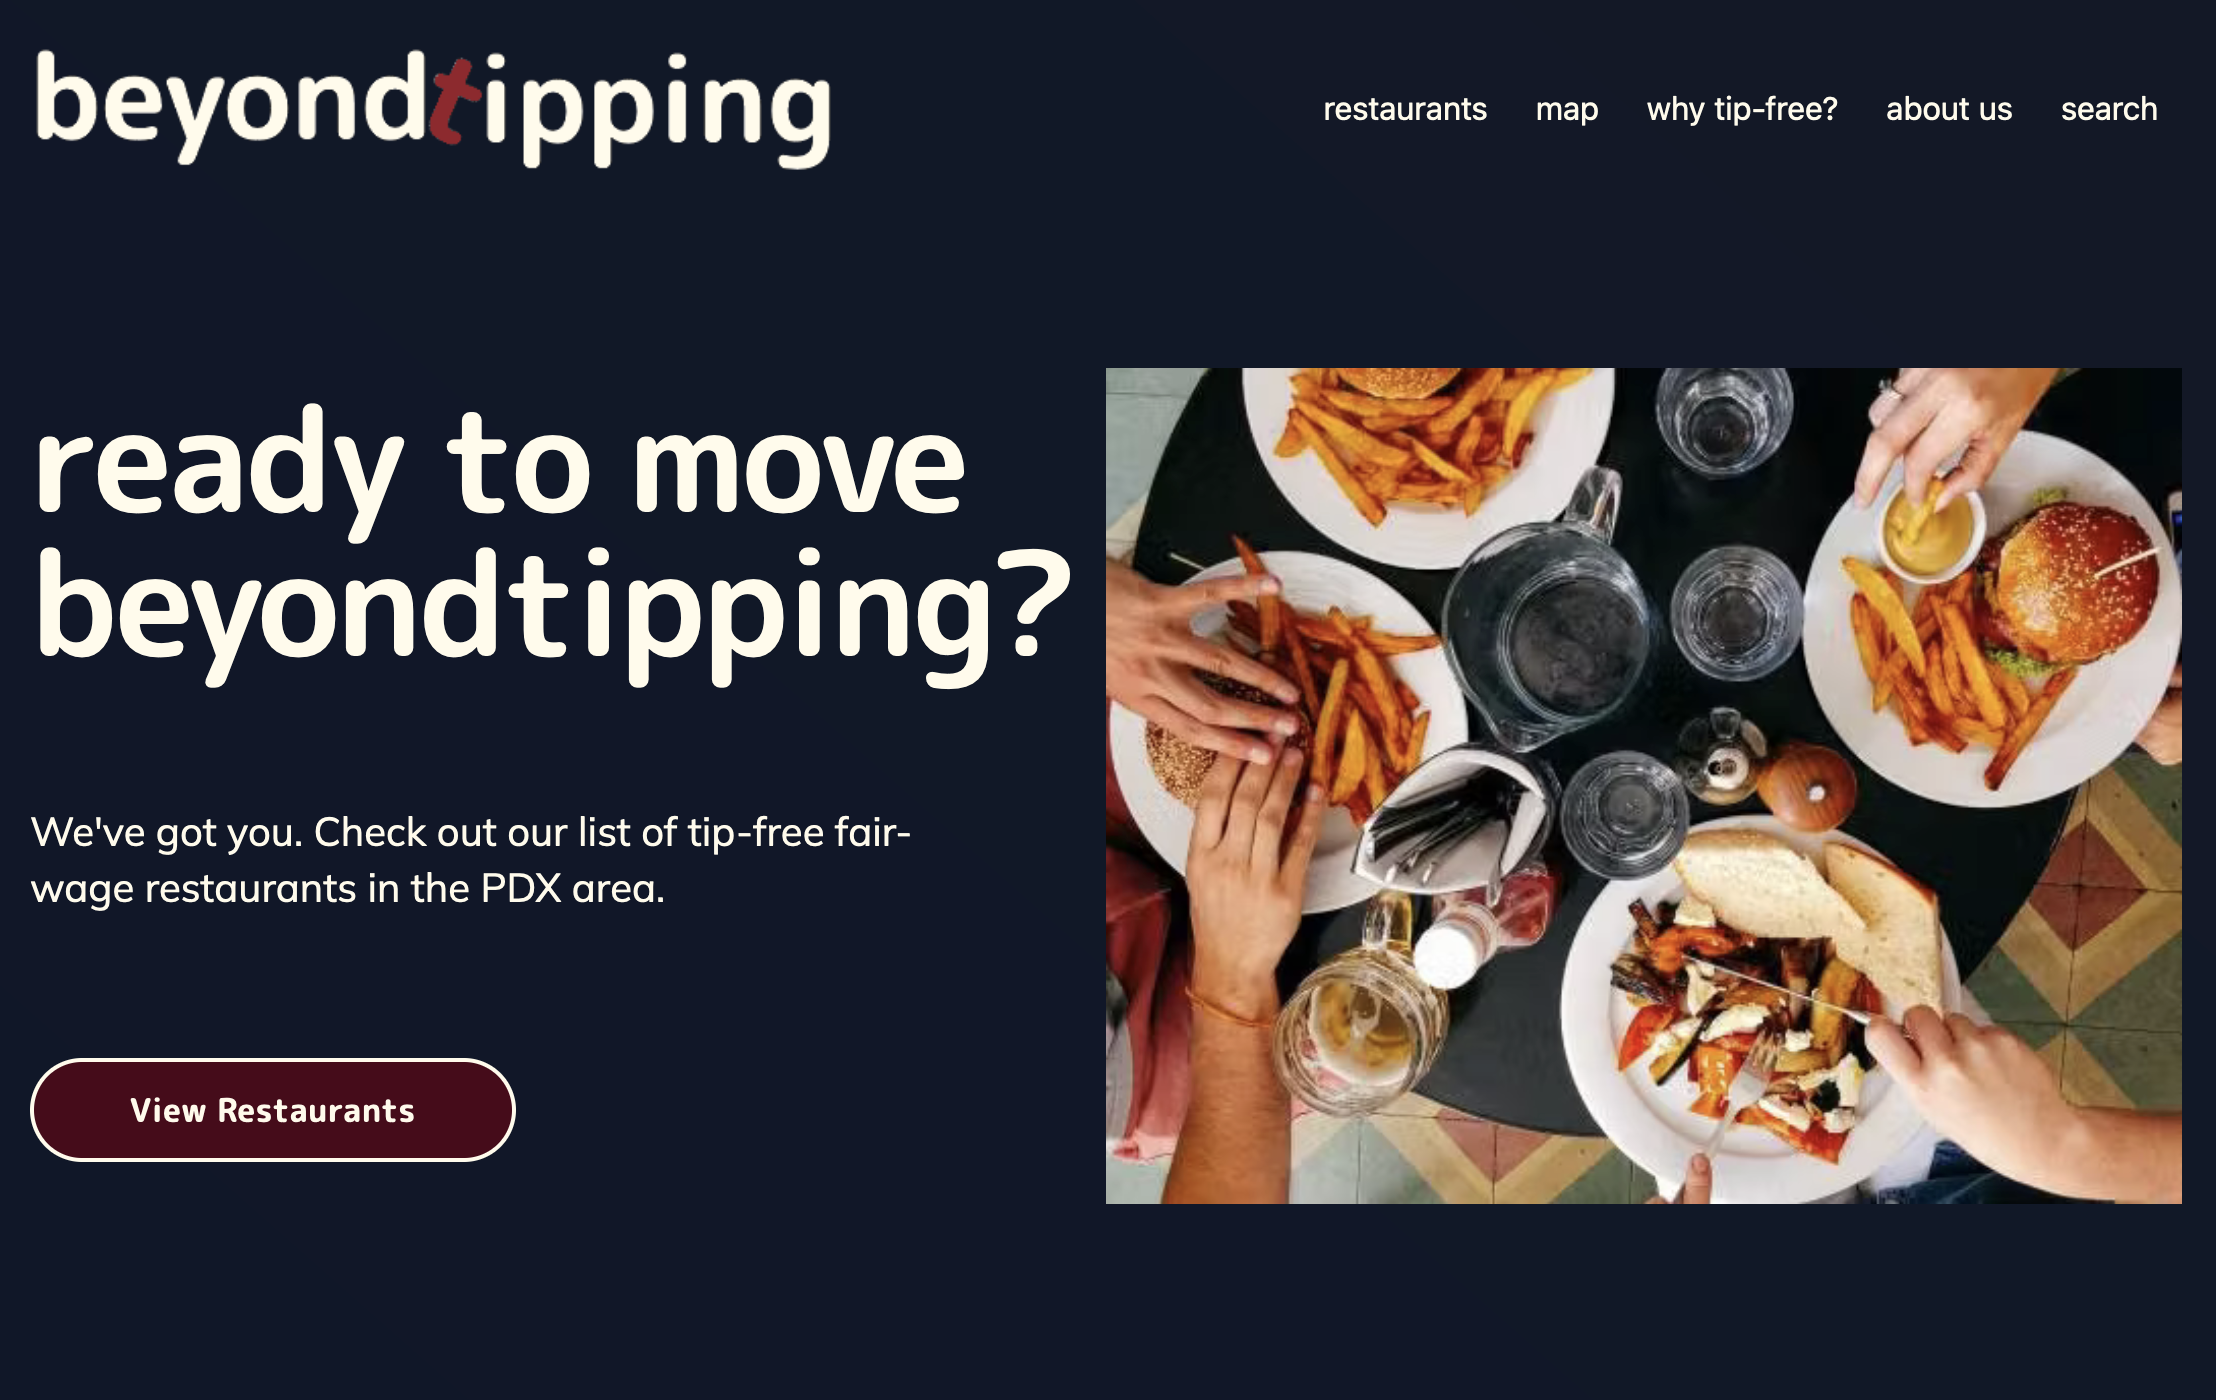 beyondtipping
restaurants map why tip-free? about us search
ready to move
beyondtipping?
We've got you. Check out our list of tip-free fair-
wage restaurants in the PDX area.
View Restaurants